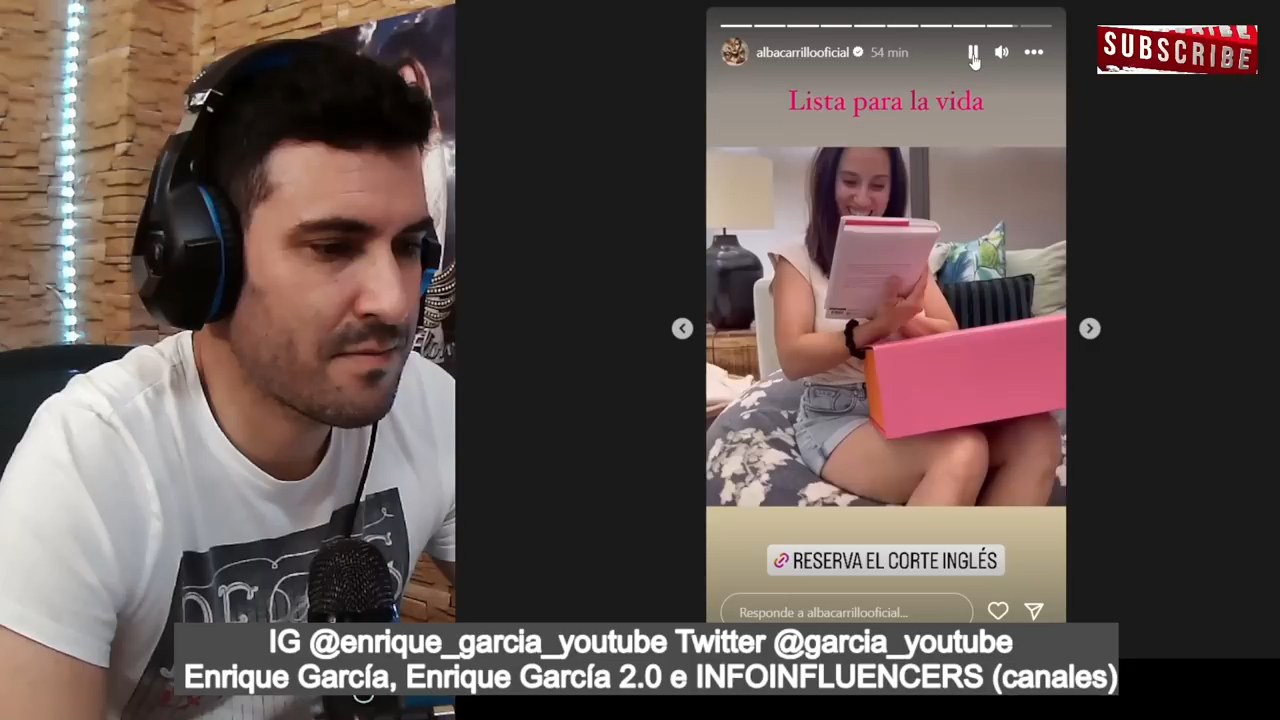 SUBSCRIBE
albacarrillooficial 54 min
Lista para la vida
RESERVA EL CORTE INGLÉS
Responde a albacarrillooficial...
IG @enrique_garcia_youtube Twitter @garcia_youtube
Enrique García, Enrique García 2.0 e INFOINFLUENCERS (canales)